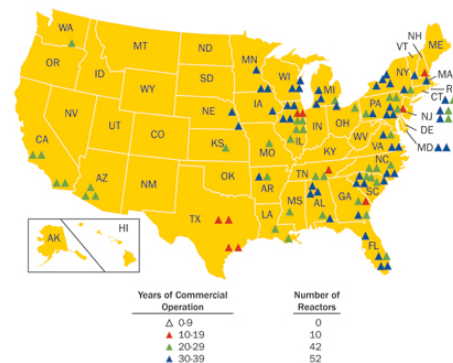 WA
MT
ND
MN
OR
ID
SD
WI
MI
NH
VT
ME
NY
MA
R
CT
WY
NE
IA
PA
NJ
DE
MD
NV
UT
CO
KS
MO
IL
IN
OH
WV
VA
KY
CA
AZ
NM
OK
AR
TN
NC
SC
MS
AL
GA
TX
LA
FL
AK
HI
Years of Commercial Operation
Number of Reactors
0-9 0
10-19 10
20-29 42
30-39 52